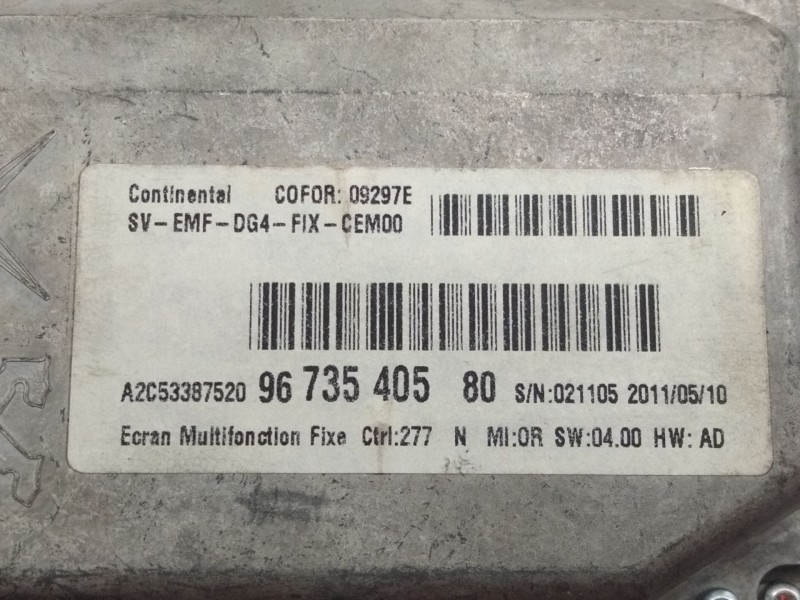 Continental COFOR: 09297E
SV-EMF-DG4-FIX-CEM00
A2C53387520 96 735 405 80 S/N:021105 2011/05/10
Ecran Multifonction Fixe Ctrl:277 N MI:OR SW:04.00 HW: AD